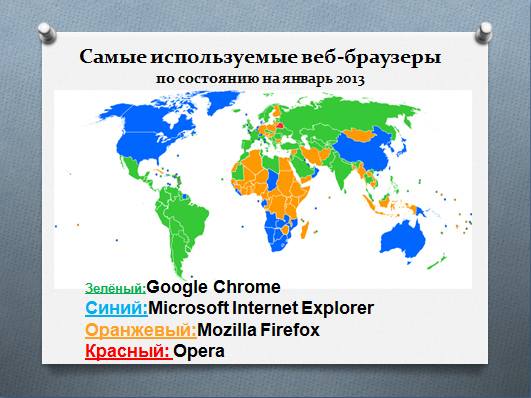 Самые используемые веб-браузеры
по состоянию на январь 2013
Зелёный:Google Chrome
Синий:Microsoft Internet Explorer
Оранжевый:Mozilla Firefox
Красный: Opera